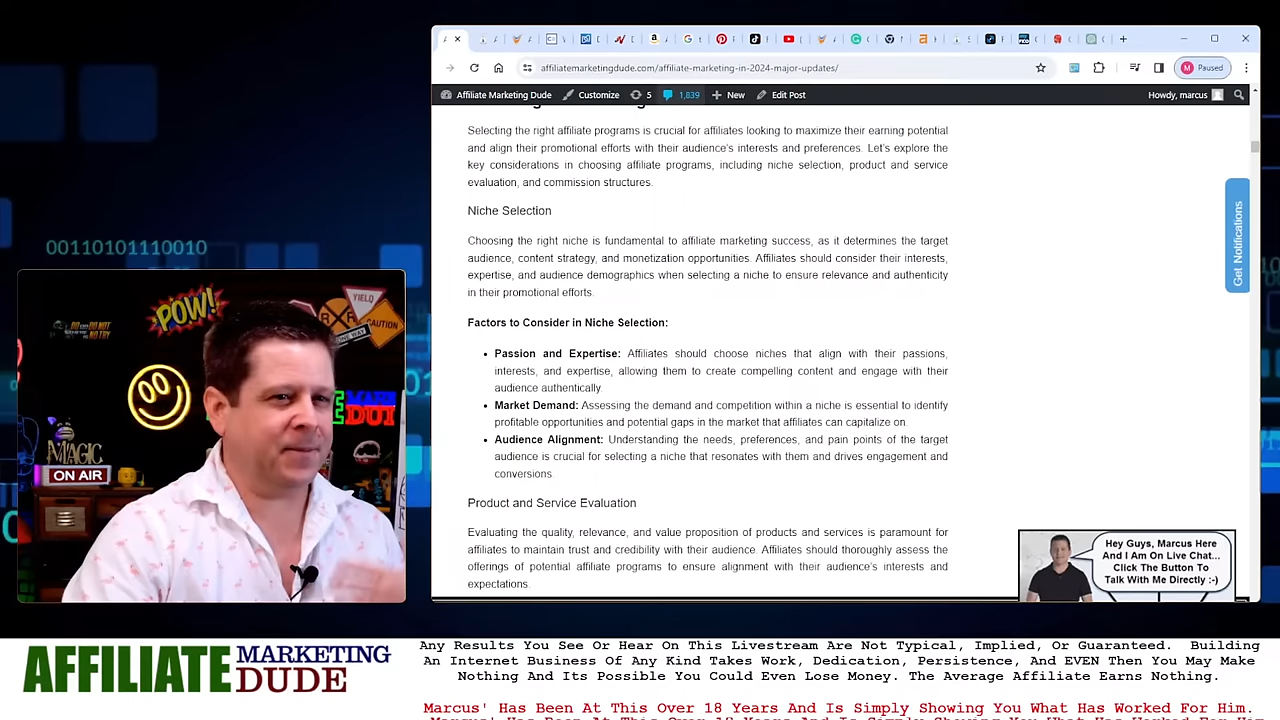 affiliatemarketingdude.com/affiliate-marketing-in-2024-major-updates/
Paused
Affiliate Marketing Dude
Customize
5
1,839
New
Edit Post
Howdy, marcus
Selecting the right affiliate programs is crucial for affiliates looking to maximize their earning potential
and align their promotional efforts with their audience's interests and preferences. Let's explore the
key considerations in choosing affiliate programs, including niche selection, product and service
evaluation, and commission structures.
Niche Selection
Choosing the right niche is fundamental to affiliate marketing success, as it determines the target
audience, content strategy, and monetization opportunities. Affiliates should consider their interests,
expertise, and audience demographics when selecting a niche to ensure relevance and authenticity
in their promotional efforts.
Factors to Consider in Niche Selection:
Passion and Expertise: Affiliates should choose niches that align with their passions,
interests, and expertise, allowing them to create compelling content and engage with their
audience authentically.
Market Demand: Assessing the demand and competition within a niche is essential to identify
profitable opportunities and potential gaps in the market that affiliates can capitalize on.
Audience Alignment: Understanding the needs, preferences, and pain points of the target
audience is crucial for selecting a niche that resonates with them and drives engagement and
conversions.
Product and Service Evaluation
Evaluating the quality, relevance, and value proposition of products and services is paramount for
affiliates to maintain trust and credibility with their audience. Affiliates should thoroughly assess the
offerings of potential affiliate programs to ensure alignment with their audience's interests and
expectations.
Get Notifications
Hey Guys, Marcus Here
And I Am On Live Chat...
Click The Button To
Talk With Me Directly :-)
00110101110010
POW!
YIELD
CAUTION
MAGIC
ON AIR
AFFILIATE MARKETING DUDE
Any Results You See Or Hear On This Livestream Are Not Typical, Implied, Or Guaranteed. Building
An Internet Business Of Any Kind Takes Work, Dedication, Persistence, And EVEN Then You May Make
Nothing And Its Possible You Could Even Lose Money. The Average Affiliate Earns Nothing.
Marcus' Has Been At This Over 18 Years And Is Simply Showing You What Has Worked For Him.